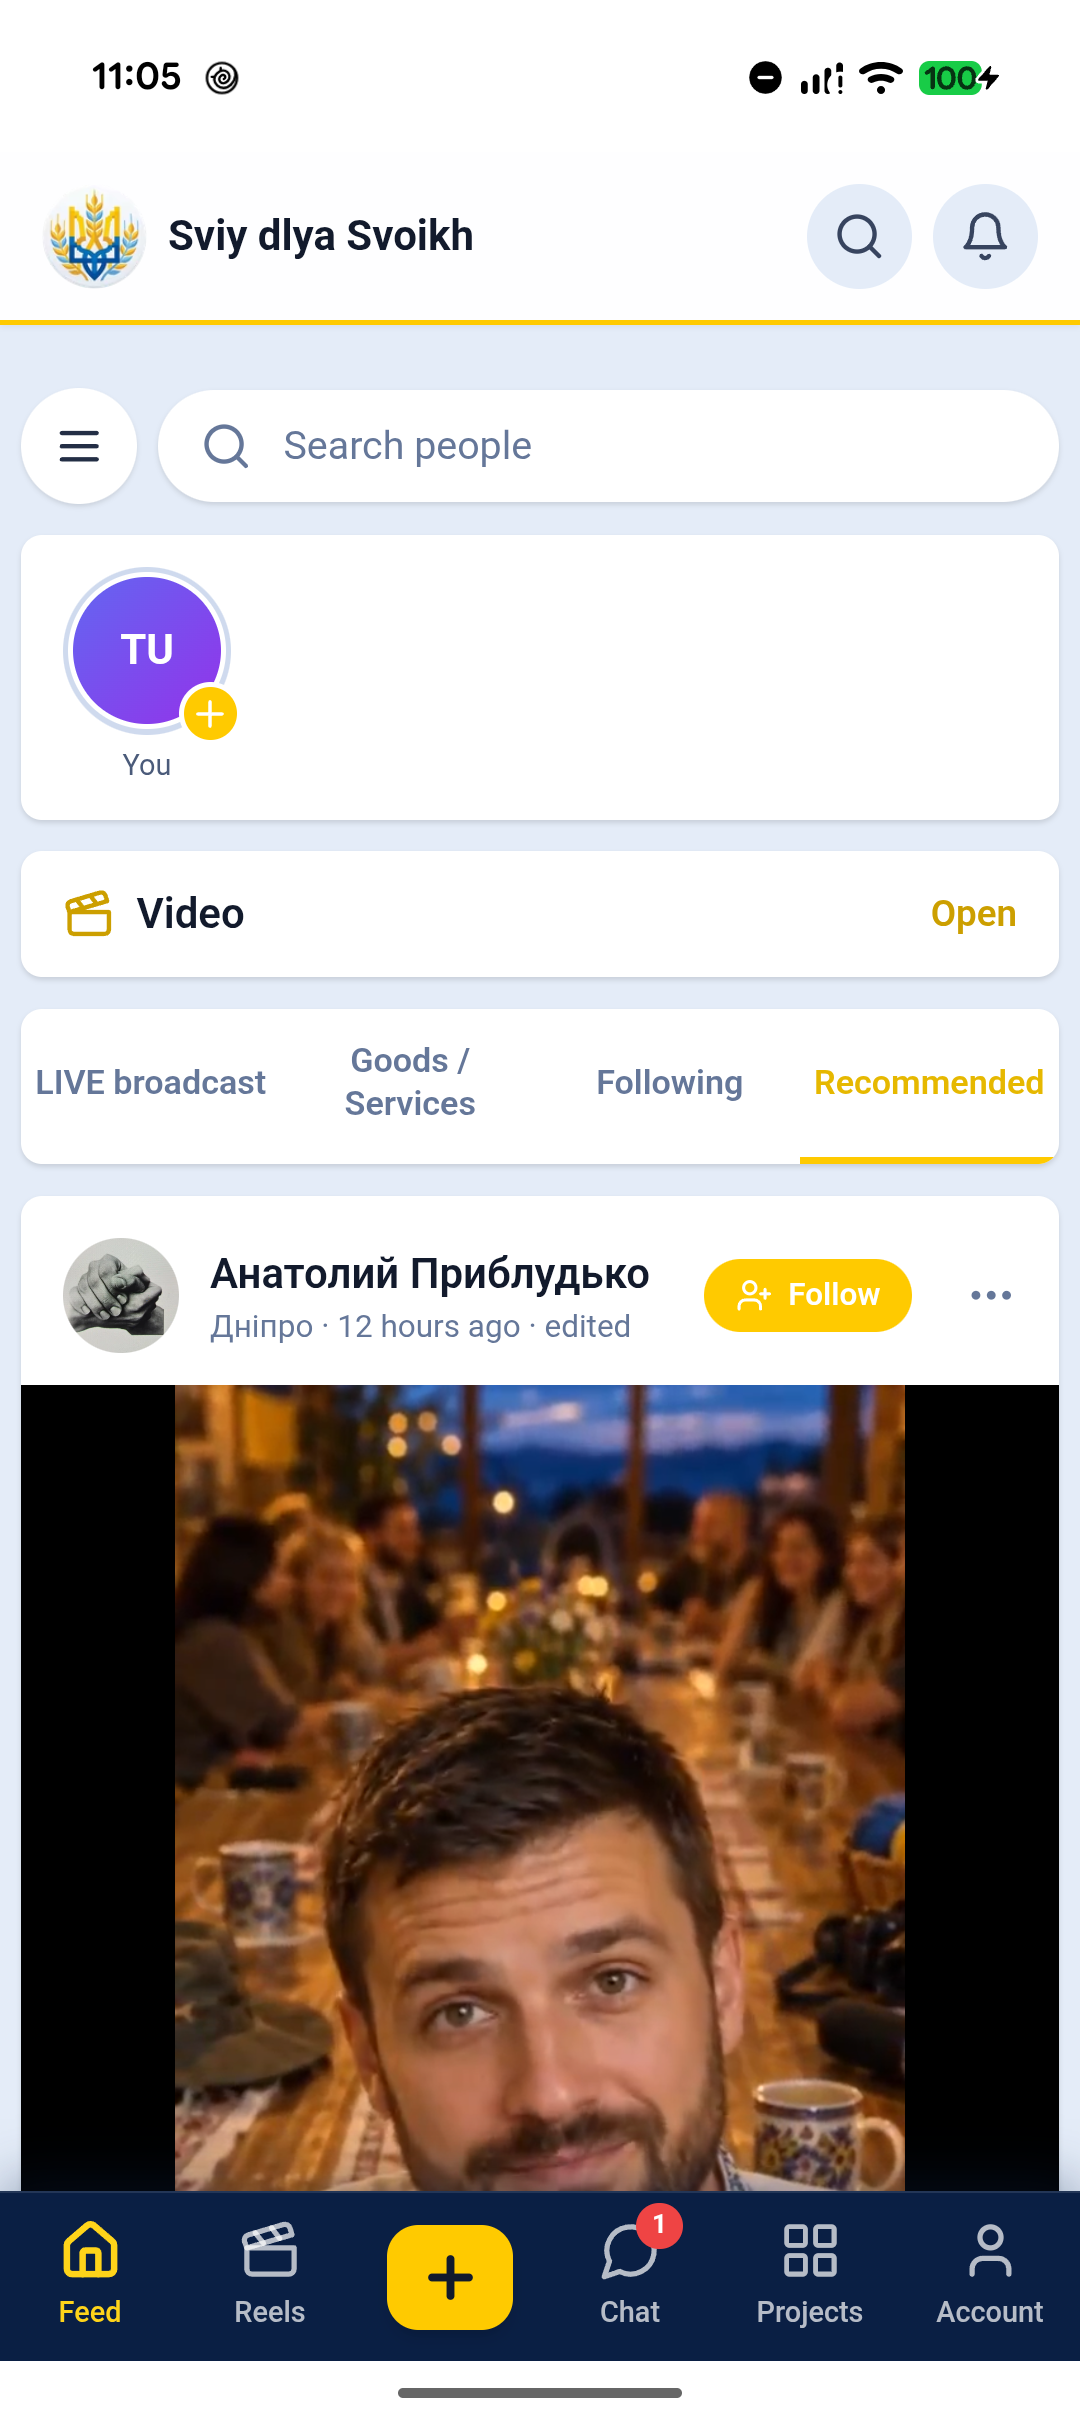 11:05
100
Sviy dlya Svoikh
Search people
TU
You
Video
Open
LIVE broadcast
Goods /
Services
Following
Recommended
Анатолий Приблудько
Дніпро · 12 hours ago · edited
Follow
1
Feed
Reels
Chat
Projects
Account